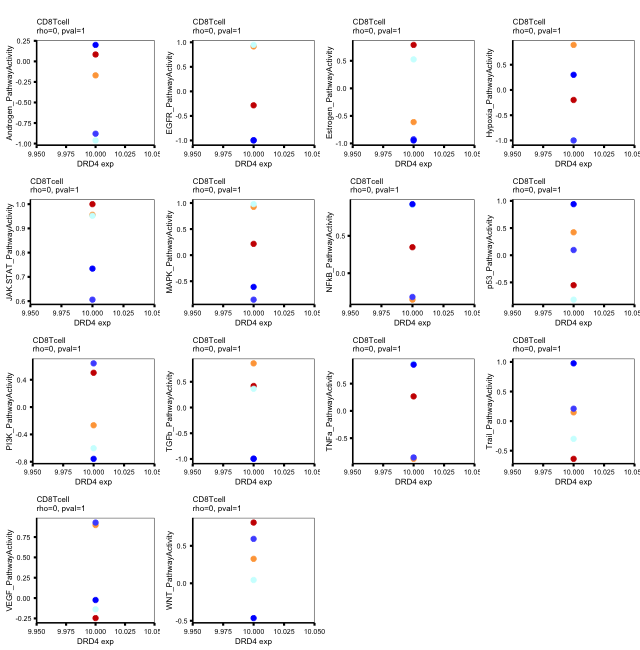 CD8Tcell
rho=0, pval=1
Androgen_PathwayActivity
0.25
0.00
-0.25
-0.50
-0.75
-1.00
9.950 9.975 10.000 10.025 10.05
DRD4 exp
CD8Tcell
rho=0, pval=1
EGFR_PathwayActivity
1.0
0.5
0.0
-0.5
-1.0
9.950 9.975 10.000 10.025 10.05
DRD4 exp
CD8Tcell
rho=0, pval=1
Estrogen_PathwayActivity
0.5
0.0
-0.5
-1.0
9.950 9.975 10.000 10.025 10.05
DRD4 exp
CD8Tcell
rho=0, pval=1
Hypoxia_PathwayActivity
0.5
0.0
-0.5
-1.0
9.950 9.975 10.000 10.025 10.05
DRD4 exp
CD8Tcell
rho=0, pval=1
JAK.STAT_PathwayActivity
1.0
0.9
0.8
0.7
0.6
9.950 9.975 10.000 10.025 10.05
DRD4 exp
CD8Tcell
rho=0, pval=1
MAPK_PathwayActivity
1.0
0.5
0.0
-0.5
9.950 9.975 10.000 10.025 10.05
DRD4 exp
CD8Tcell
rho=0, pval=1
NFkB_PathwayActivity
0.5
0.0
9.950 9.975 10.000 10.025 10.05
DRD4 exp
CD8Tcell
rho=0, pval=1
p53_PathwayActivity
0.5
0.0
-0.5
9.950 9.975 10.000 10.025 10.05
DRD4 exp
CD8Tcell
rho=0, pval=1
PI3K_PathwayActivity
0.4
0.0
-0.4
-0.8
9.950 9.975 10.000 10.025 10.05
DRD4 exp
CD8Tcell
rho=0, pval=1
TGFb_PathwayActivity
0.5
0.0
-0.5
-1.0
9.950 9.975 10.000 10.025 10.05
DRD4 exp
CD8Tcell
rho=0, pval=1
TNFa_PathwayActivity
0.5
0.0
-0.5
9.950 9.975 10.000 10.025 10.05
DRD4 exp
CD8Tcell
rho=0, pval=1
Trail_PathwayActivity
1.0
0.5
0.0
-0.5
9.950 9.975 10.000 10.025 10.05
DRD4 exp
CD8Tcell
rho=0, pval=1
VEGF_PathwayActivity
0.75
0.50
0.25
0.00
-0.25
9.950 9.975 10.000 10.025 10.05
DRD4 exp
CD8Tcell
rho=0, pval=1
WNT_PathwayActivity
0.5
0.0
-0.5
9.950 9.975 10.000 10.025 10.050
DRD4 exp